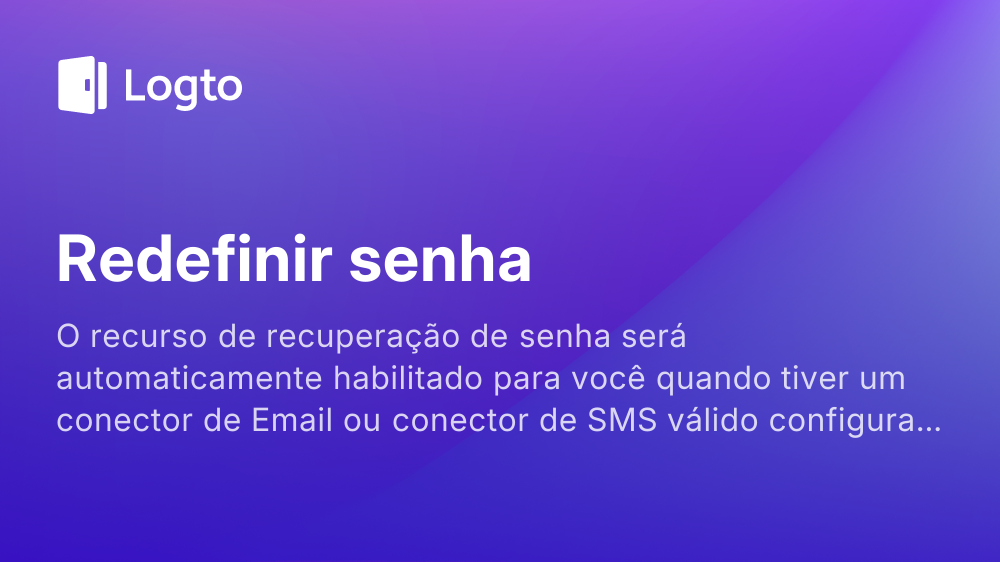 Logto
Redefinir senha
O recurso de recuperação de senha será
automaticamente habilitado para você quando tiver um
conector de Email ou conector de SMS válido configura...